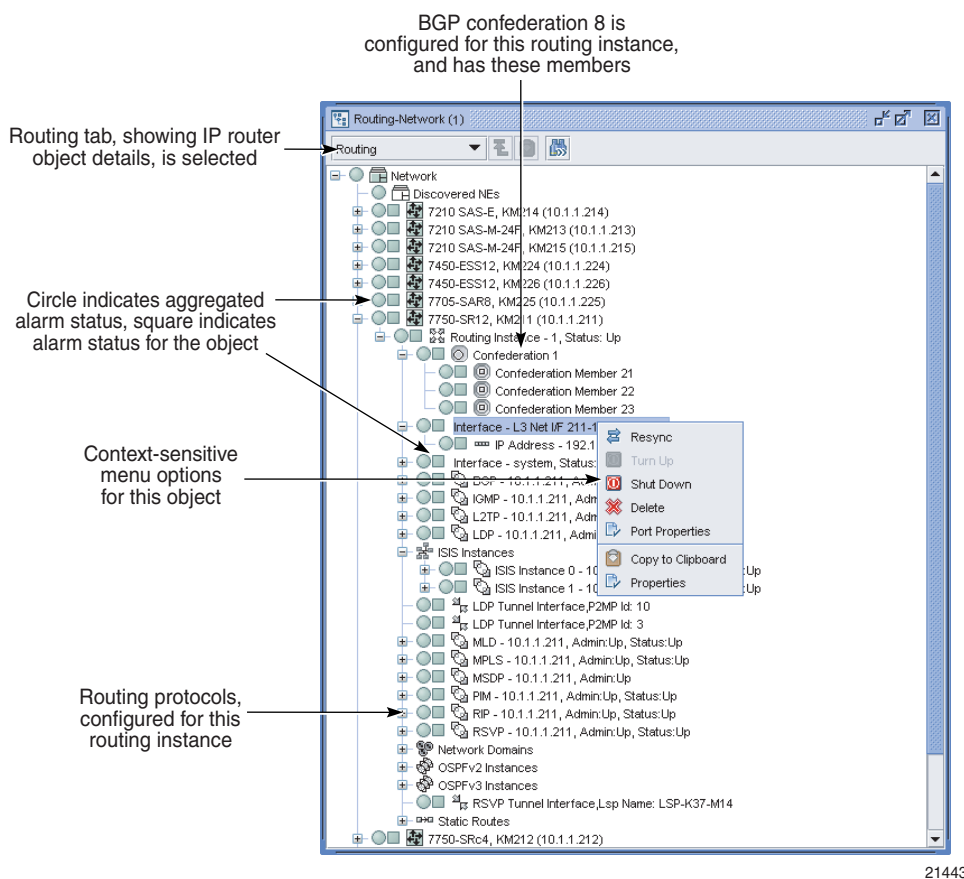 BGP confederation 8 is
configured for this routing instance,
and has these members
Routing-Network (1)
Routing tab, showing IP router
object details, is selected
Routing
Network
Discovered NEs
7210 SAS-E, KM214 (10.1.1.214)
7210 SAS-M-24F, KM213 (10.1.1.213)
7210 SAS-M-24F, KM215 (10.1.1.215)
7450-ESS12, KM224 (10.1.1.224)
7450-ESS12, KM226 (10.1.1.226)
Circle indicates aggregated
alarm status, square indicates
alarm status for the object
7705-SAR8, KM225 (10.1.1.225)
7750-SR12, KM211 (10.1.1.211)
Routing Instance - 1, Status: Up
Confederation 1
Confederation Member 21
Confederation Member 22
Confederation Member 23
Interface - L3 Net I/F 211-1
IP Address - 192.1
Interface - system, Status:
Context-sensitive
menu options
for this object
BGP - 10.1.1.211, Adm
IGMP - 10.1.1.211, Adm
L2TP - 10.1.1.211, Adm
LDP - 10.1.1.211, Admi
Resync
Turn Up
Shut Down
Delete
Port Properties
Copy to Clipboard
Properties
ISIS Instances
ISIS Instance 0 - 10 :Up
ISIS Instance 1 - 10 :Up
LDP Tunnel Interface,P2MP Id: 10
LDP Tunnel Interface,P2MP Id: 3
MLD - 10.1.1.211, Admin:Up, Status:Up
MPLS - 10.1.1.211, Admin:Up, Status:Up
MSDP - 10.1.1.211, Admin:Up
PIM - 10.1.1.211, Admin:Up, Status:Up
Routing protocols,
configured for this
routing instance
RIP - 10.1.1.211, Admin:Up, Status:Up
RSVP - 10.1.1.211, Admin:Up, Status:Up
Network Domains
OSPFv2 Instances
OSPFv3 Instances
RSVP Tunnel Interface,Lsp Name: LSP-K37-M14
Static Routes
7750-SRc4, KM212 (10.1.1.212)
21443